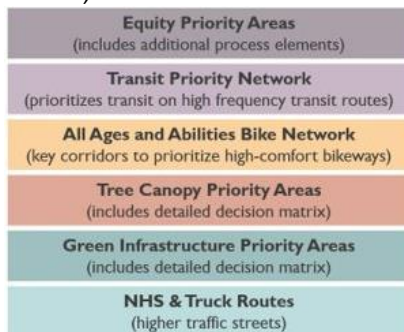 Equity Priority Areas
(includes additional process elements)
Transit Priority Network
(prioritizes transit on high frequency transit routes)
All Ages and Abilities Bike Network
(key corridors to prioritize high-comfort bikeways)
Tree Canopy Priority Areas
(includes detailed decision matrix)
Green Infrastructure Priority Areas
(includes detailed decision matrix)
NHS & Truck Routes
(higher traffic streets)